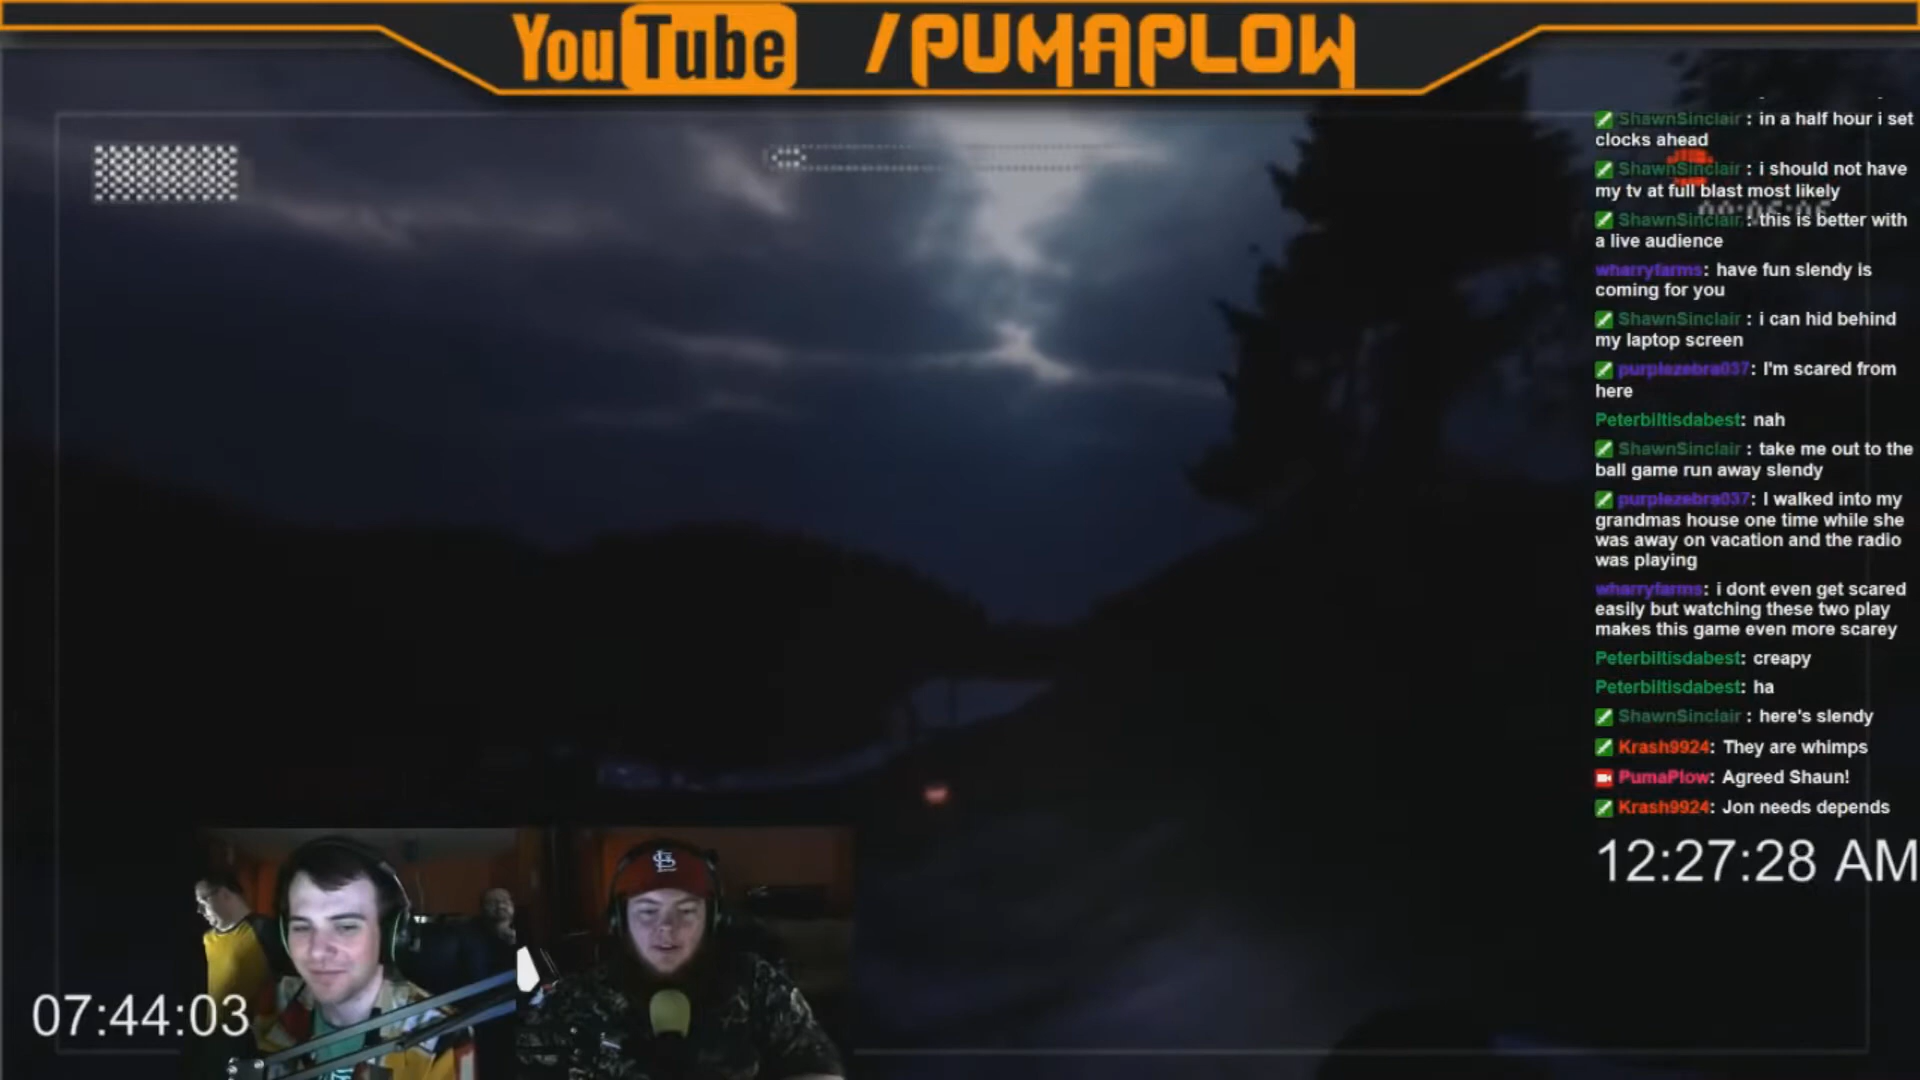 YouTube /PUMAPLOW
ShawnSinclair : in a half hour i set
clocks ahead
ShawnSinclair : i should not have
my tv at full blast most likely
ShawnSinclair : this is better with
a live audience
wharryfarms: have fun slendy is
coming for you
ShawnSinclair : i can hid behind
my laptop screen
purplezebra037: I'm scared from
here
Peterbiltisdabest: nah
ShawnSinclair : take me out to the
ball game run away slendy
purplezebra037: I walked into my
grandmas house one time while she
was away on vacation and the radio
was playing
wharryfarms: i dont even get scared
easily but watching these two play
makes this game even more scarey
Peterbiltisdabest: creapy
Peterbiltisdabest: ha
ShawnSinclair : here's slendy
Krash9924: They are whimps
PumaPlow: Agreed Shaun!
Krash9924: Jon needs depends
12:27:28 AM
07:44:03